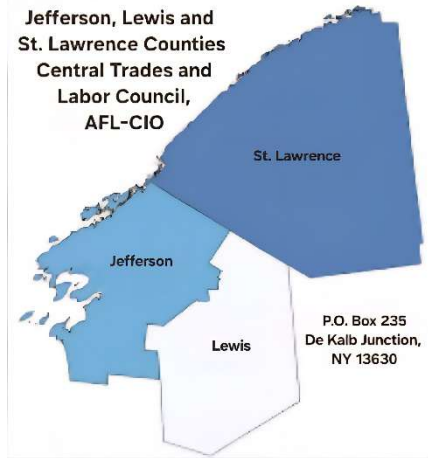 Jefferson, Lewis and
St. Lawrence Counties
Central Trades and
Labor Council,
AFL-CIO
St. Lawrence
Jefferson
Lewis
P.O. Box 235
De Kalb Junction,
NY 13630